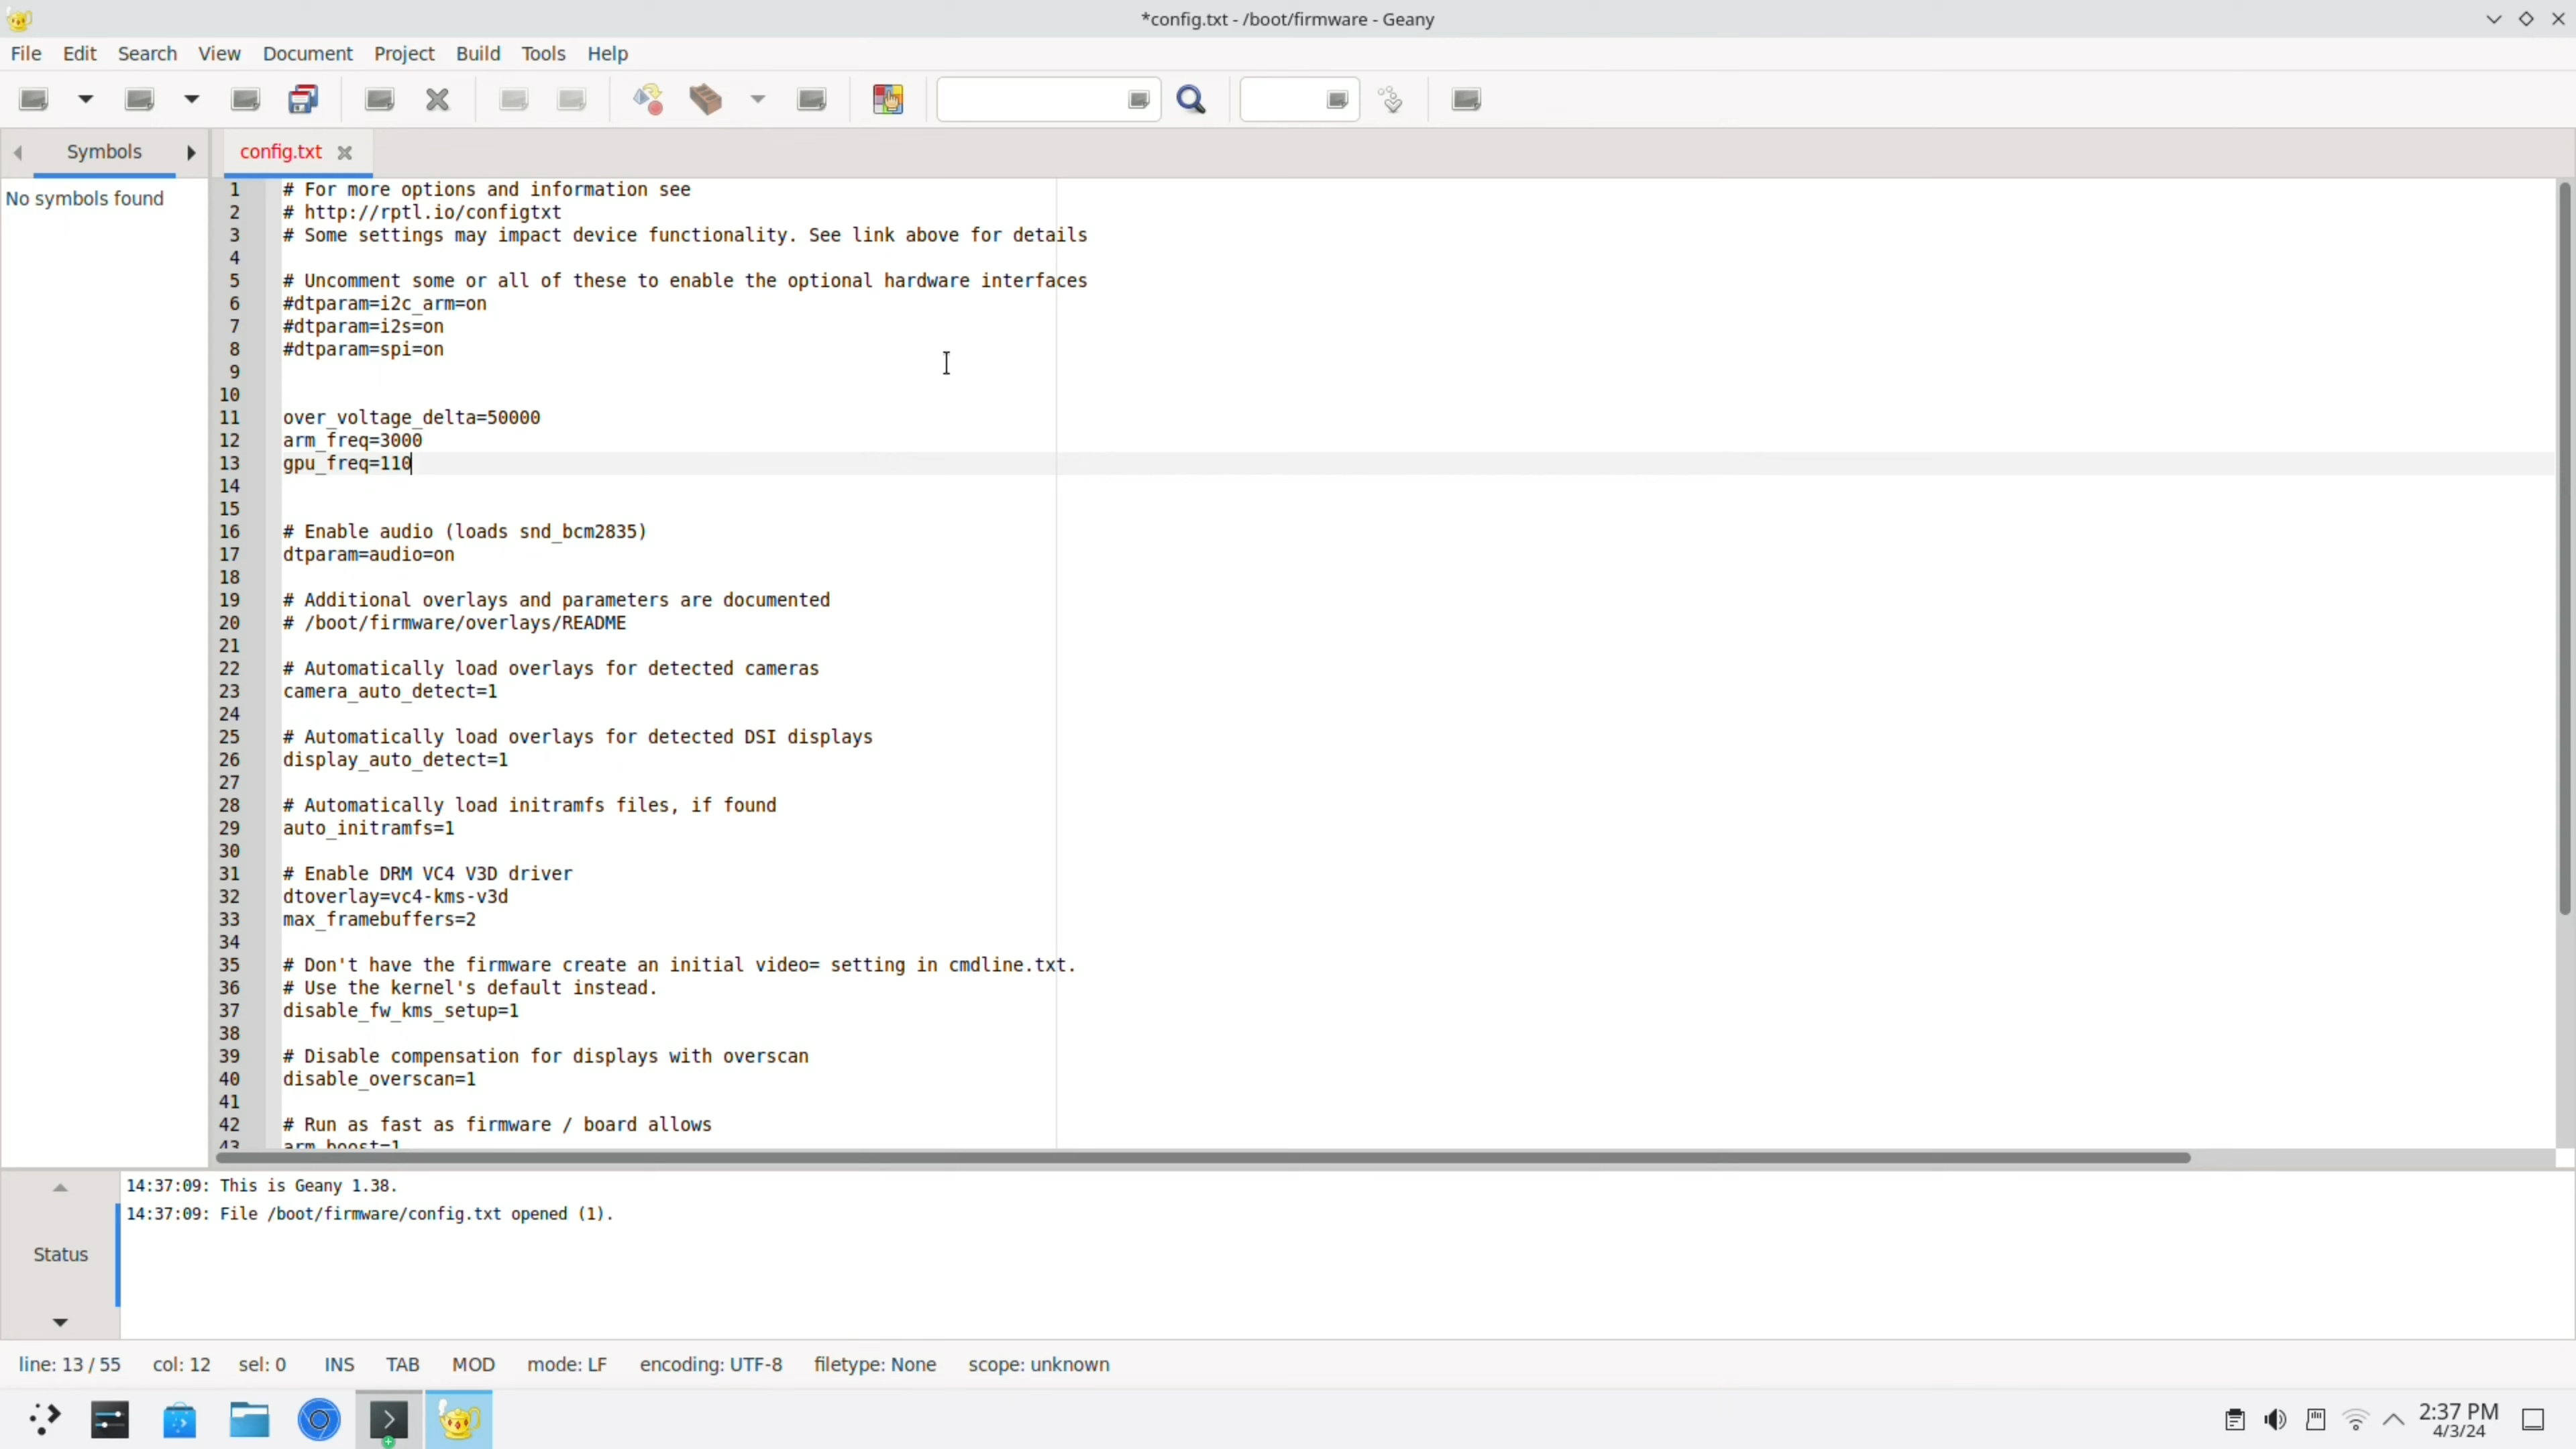 *config.txt - /boot/firmware - Geany
File Edit Search View Document Project Build Tools Help
Symbols config.txt
No symbols found
1 # For more options and information see
2 # http://rptl.io/configtxt
3 # Some settings may impact device functionality. See link above for details
4
5 # Uncomment some or all of these to enable the optional hardware interfaces
6 #dtparam=i2c_arm=on
7 #dtparam=i2s=on
8 #dtparam=spi=on
9
10
11 over_voltage_delta=50000
12 arm_freq=3000
13 gpu_freq=110
14
15
16 # Enable audio (loads snd_bcm2835)
17 dtparam=audio=on
18
19 # Additional overlays and parameters are documented
20 # /boot/firmware/overlays/README
21
22 # Automatically load overlays for detected cameras
23 camera_auto_detect=1
24
25 # Automatically load overlays for detected DSI displays
26 display_auto_detect=1
27
28 # Automatically load initramfs files, if found
29 auto_initramfs=1
30
31 # Enable DRM VC4 V3D driver
32 dtoverlay=vc4-kms-v3d
33 max_framebuffers=2
34
35 # Don't have the firmware create an initial video= setting in cmdline.txt.
36 # Use the kernel's default instead.
37 disable_fw_kms_setup=1
38
39 # Disable compensation for displays with overscan
40 disable_overscan=1
41
42 # Run as fast as firmware / board allows
43 arm_boost=1
Status
14:37:09: This is Geany 1.38.
14:37:09: File /boot/firmware/config.txt opened (1).
line: 13 / 55 col: 12 sel: 0 INS TAB MOD mode: LF encoding: UTF-8 filetype: None scope: unknown
2:37 PM
4/3/24